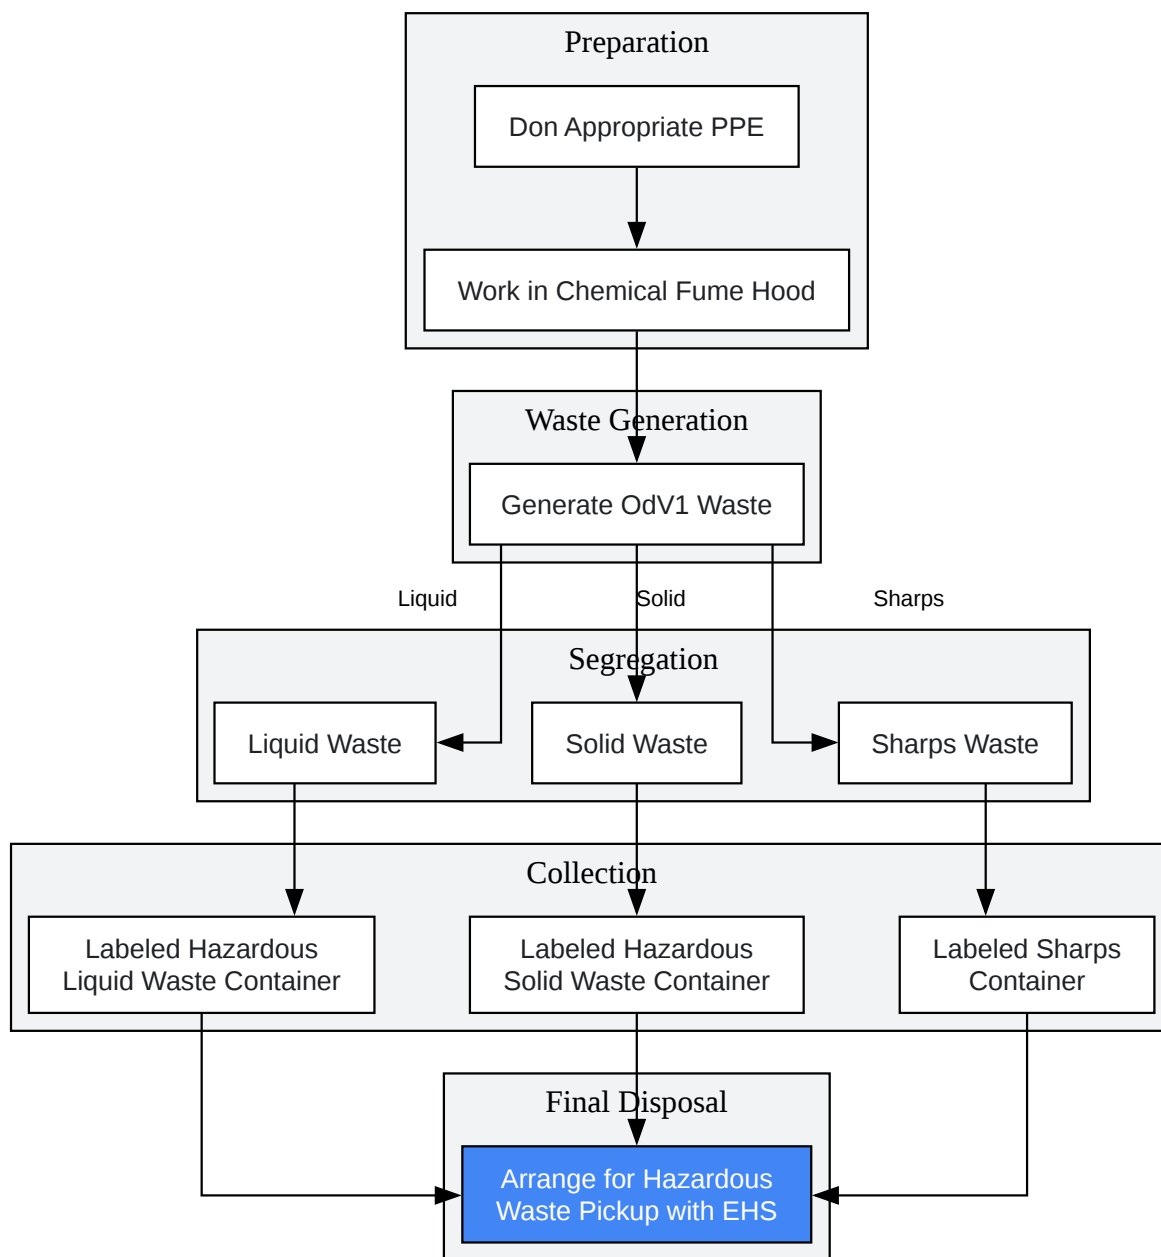 Preparation
Don Appropriate PPE
Work in Chemical Fume Hood
Waste Generation
Generate OdV1 Waste
Liquid
Solid
Sharps
Segregation
Liquid Waste
Solid Waste
Sharps Waste
Collection
Labeled Hazardous
Liquid Waste Container
Labeled Hazardous
Solid Waste Container
Labeled Sharps
Container
Final Disposal
Arrange for Hazardous
Waste Pickup with EHS